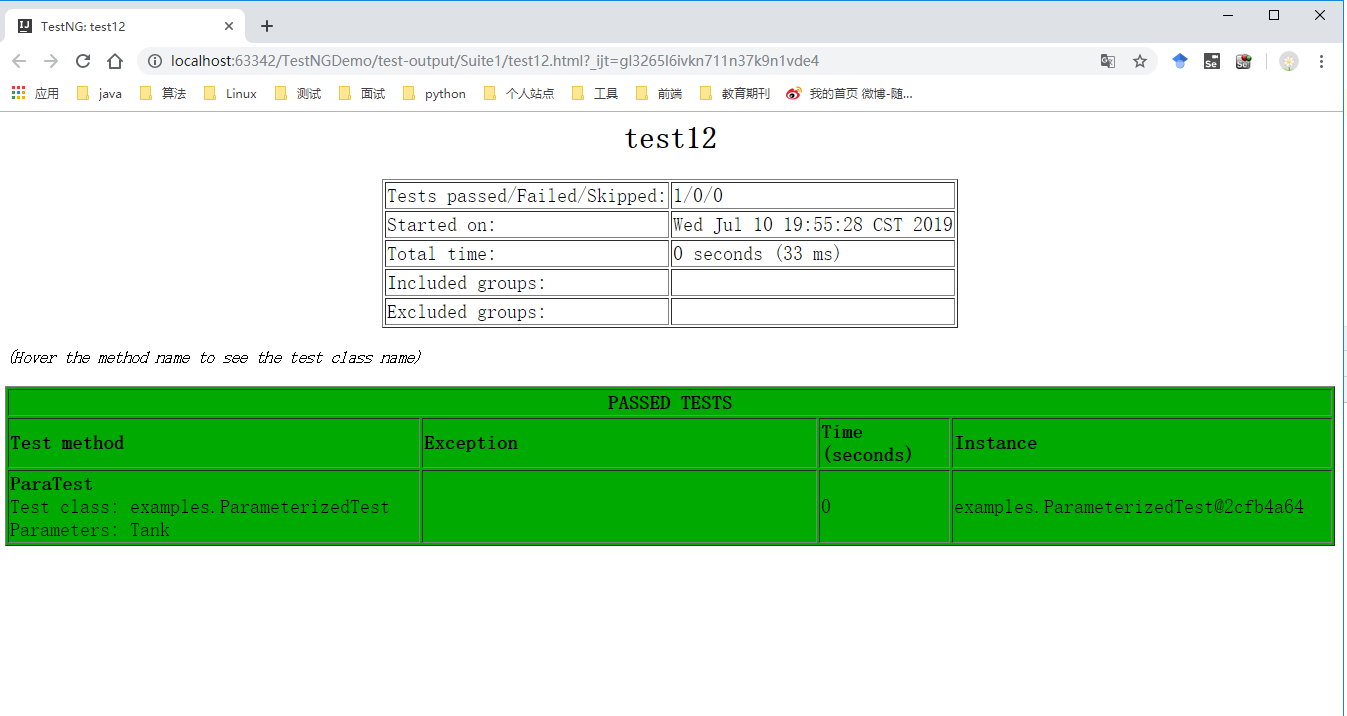 TestNG: test12
localhost:63342/TestNGDemo/test-output/Suite1/test12.html?_ijt=gl3265l6ivkn711n37k9n1vde4
应用 java 算法 Linux 测试 面试 python 个人站点 工具 前端 教育期刊 我的首页 微博-随...
test12
Tests passed/Failed/Skipped: 1/0/0
Started on: Wed Jul 10 19:55:28 CST 2019
Total time: 0 seconds (33 ms)
Included groups:
Excluded groups:
(Hover the method name to see the test class name)
PASSED TESTS
Test method Exception Time (seconds) Instance
ParaTest
Test class: examples.ParameterizedTest 0 examples.ParameterizedTest@2cfb4a64
Parameters: Tank